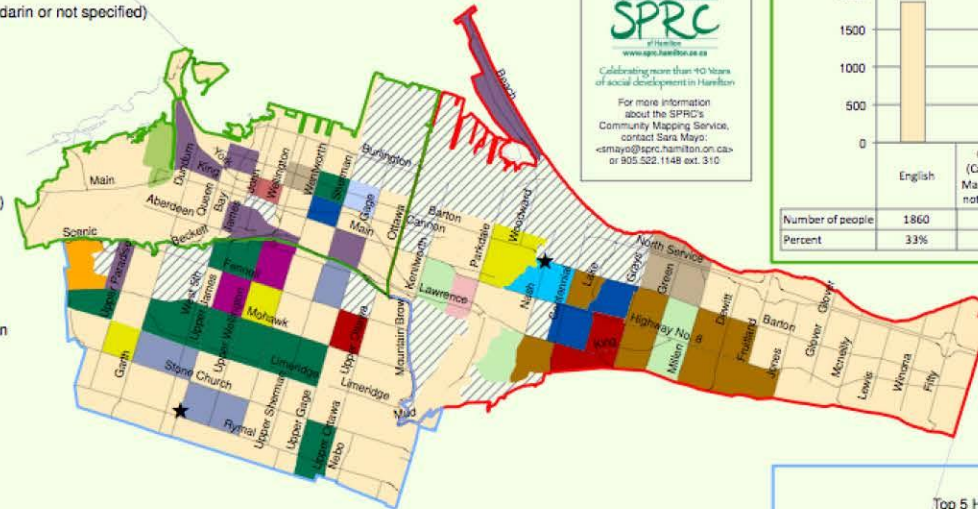 darin or not specified)
SPRC
of Hamilton
www.sprc.hamilton.on.ca
Celebrating more than 40 Years
of social development in Hamilton
For more information
about the SPRC's
Community Mapping Service,
contact Sara Mayo:
<smayo@sprc.hamilton.on.ca>
or 905.522.1148 ext. 310
1500
1000
500
0
English
(Ca
Ma
not
Number of people 1860
Percent 33%
Beach
Main
Dundurn
York
King
Queen
Bay
James
John
Wellington
Wentworth
Sherman
Burlington
Gage
Ottawa
Aberdeen
Beckett
Main
Barton
Cannon
Kenilworth
Parkdale
Woodward
Lawrence
Nash
Centennial
Lake
Grays
Green
North Service
Highway No. 8
King
Millen
Dewitt
Fruitland
Jones
Barton
Glover
Glover
Mcneilly
Lewis
Winona
Fifty
Scenic
Upper Paradise
West 5th
Upper James
Fennell
Upper Wellington
Mohawk
Garth
Stone Church
Limeridge
Upper Ottawa
Mountain Brow
Limeridge
Upper Sherman
Upper Gage
Rymal
Upper Ottawa
Nebo
Mud
)
n
Top 5 H